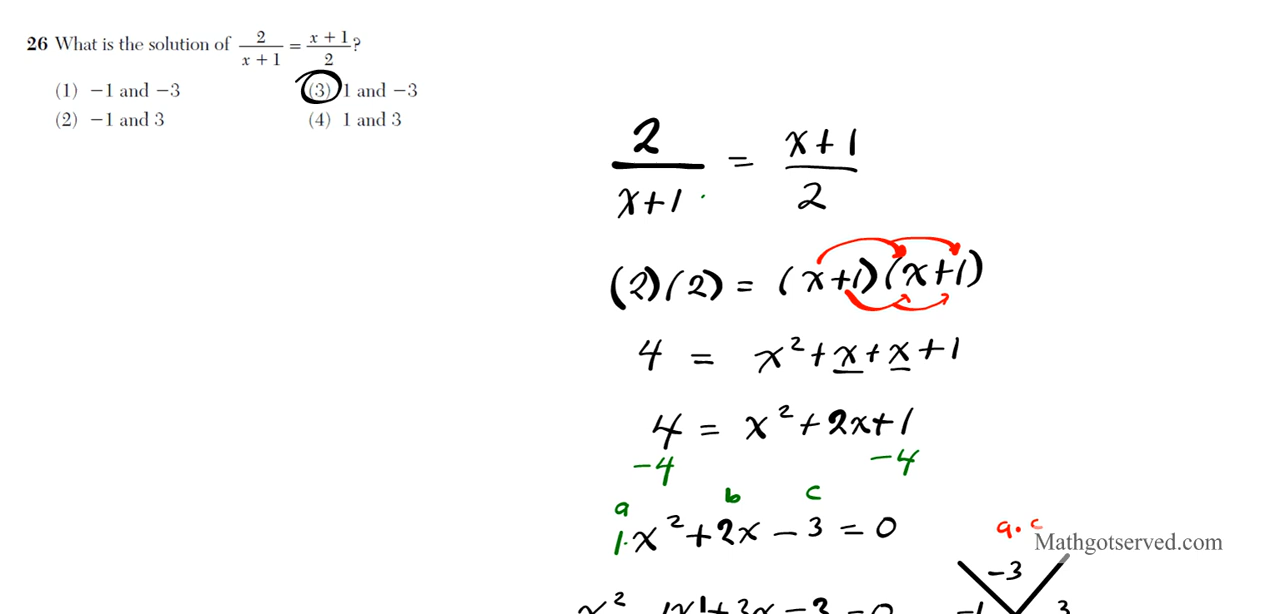 26 What is the solution of 2/(x + 1) = (x + 1)/2?
(1) −1 and −3
(3) 1 and −3
(2) −1 and 3
(4) 1 and 3
2/(x+1) = (x+1)/2
(2)(2) = (x+1)(x+1)
4 = x² + x + x + 1
4 = x² + 2x + 1
−4 −4
a b c
1·x² + 2x − 3 = 0
a·c
Mathgotserved.com
−3
−1 3